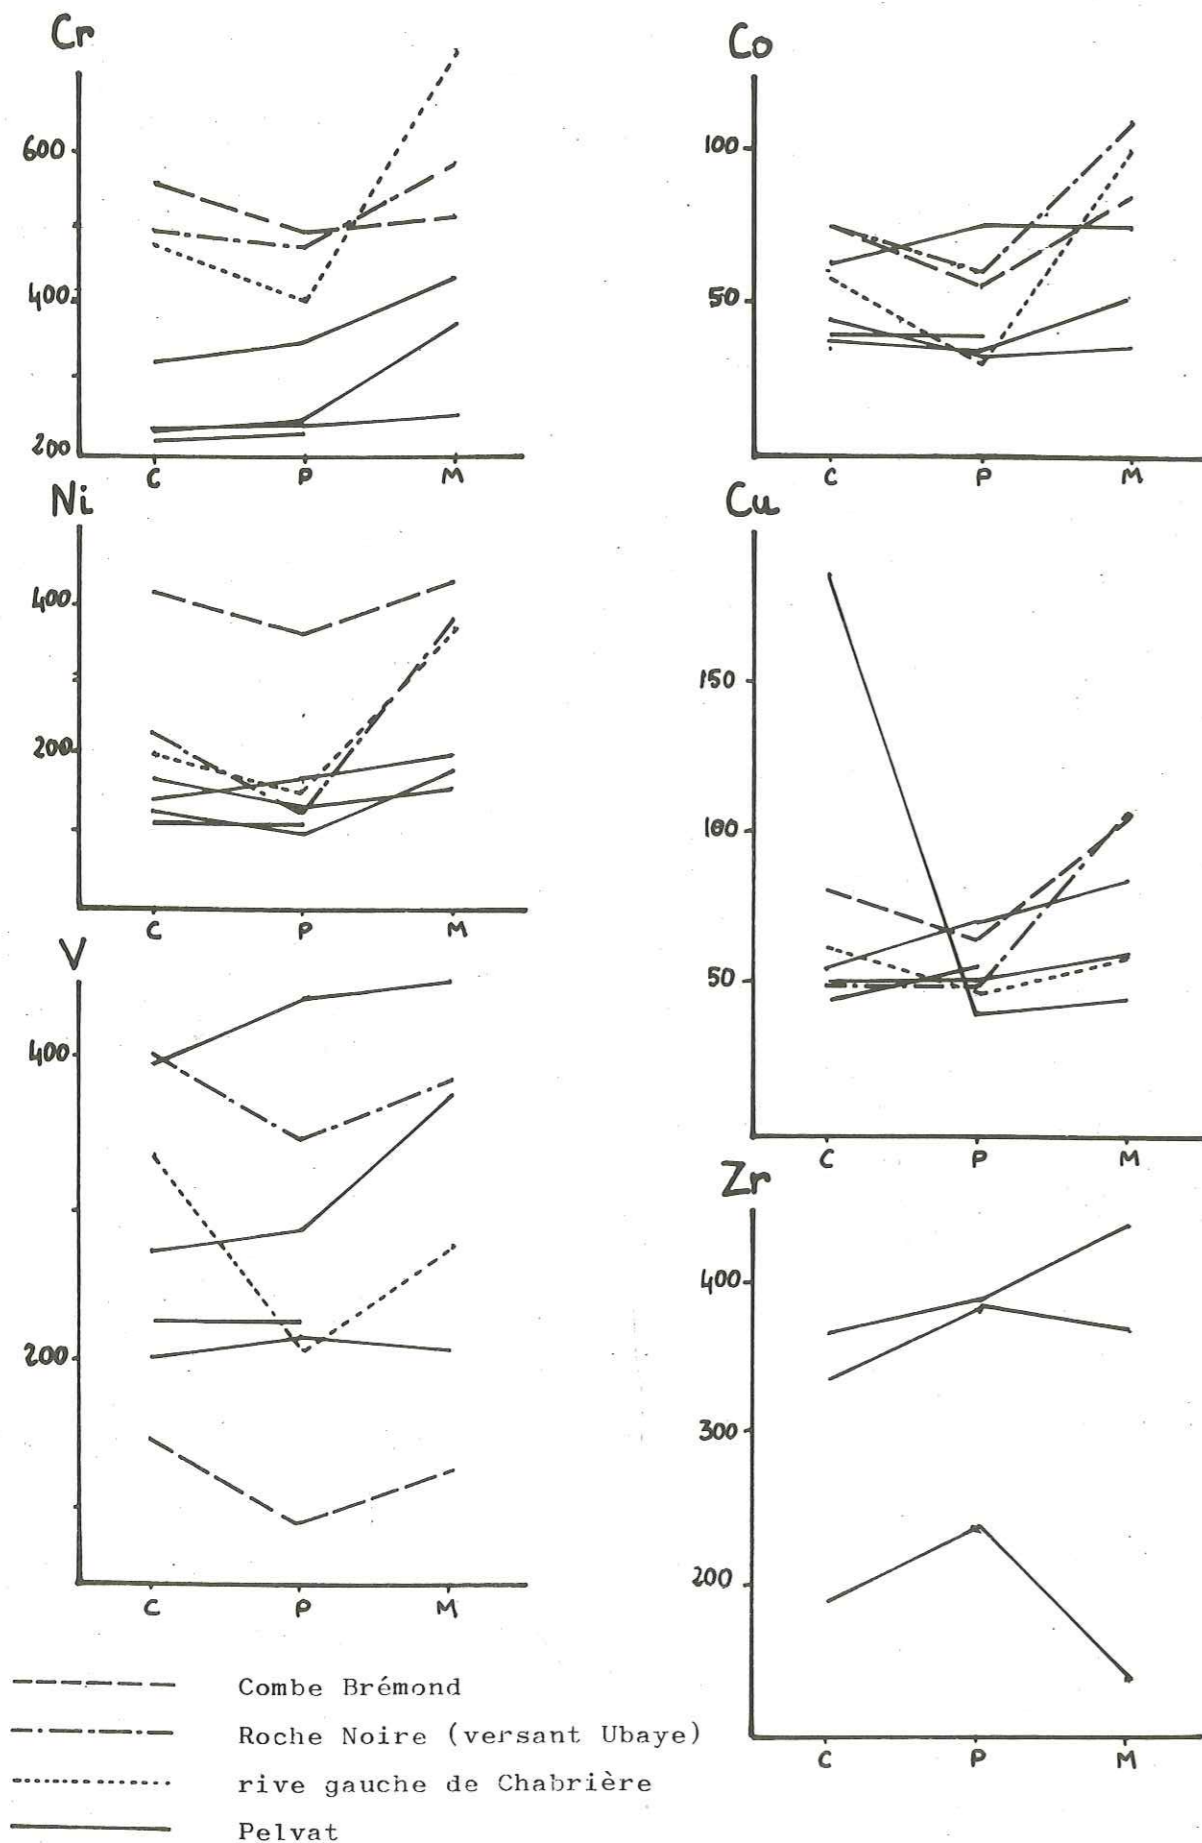 Cr
600
400
200
C P M
Co
100
50
C P M
Ni
400
200
C P M
Cu
150
100
50
C P M
V
400
200
C P M
Zr
400
300
200
C P M
Combe Brémond
Roche Noire (versant Ubaye)
rive gauche de Chabrière
Pelvat